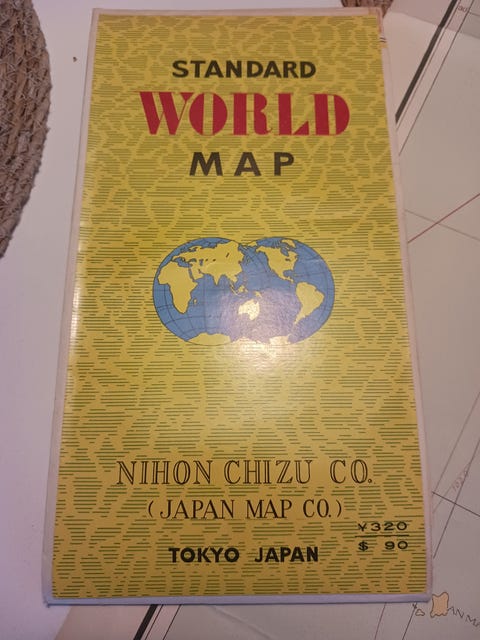 STANDARD
WORLD
MAP
NIHON CHIZU CO.
(JAPAN MAP CO.)
¥320
$ 90
TOKYO JAPAN